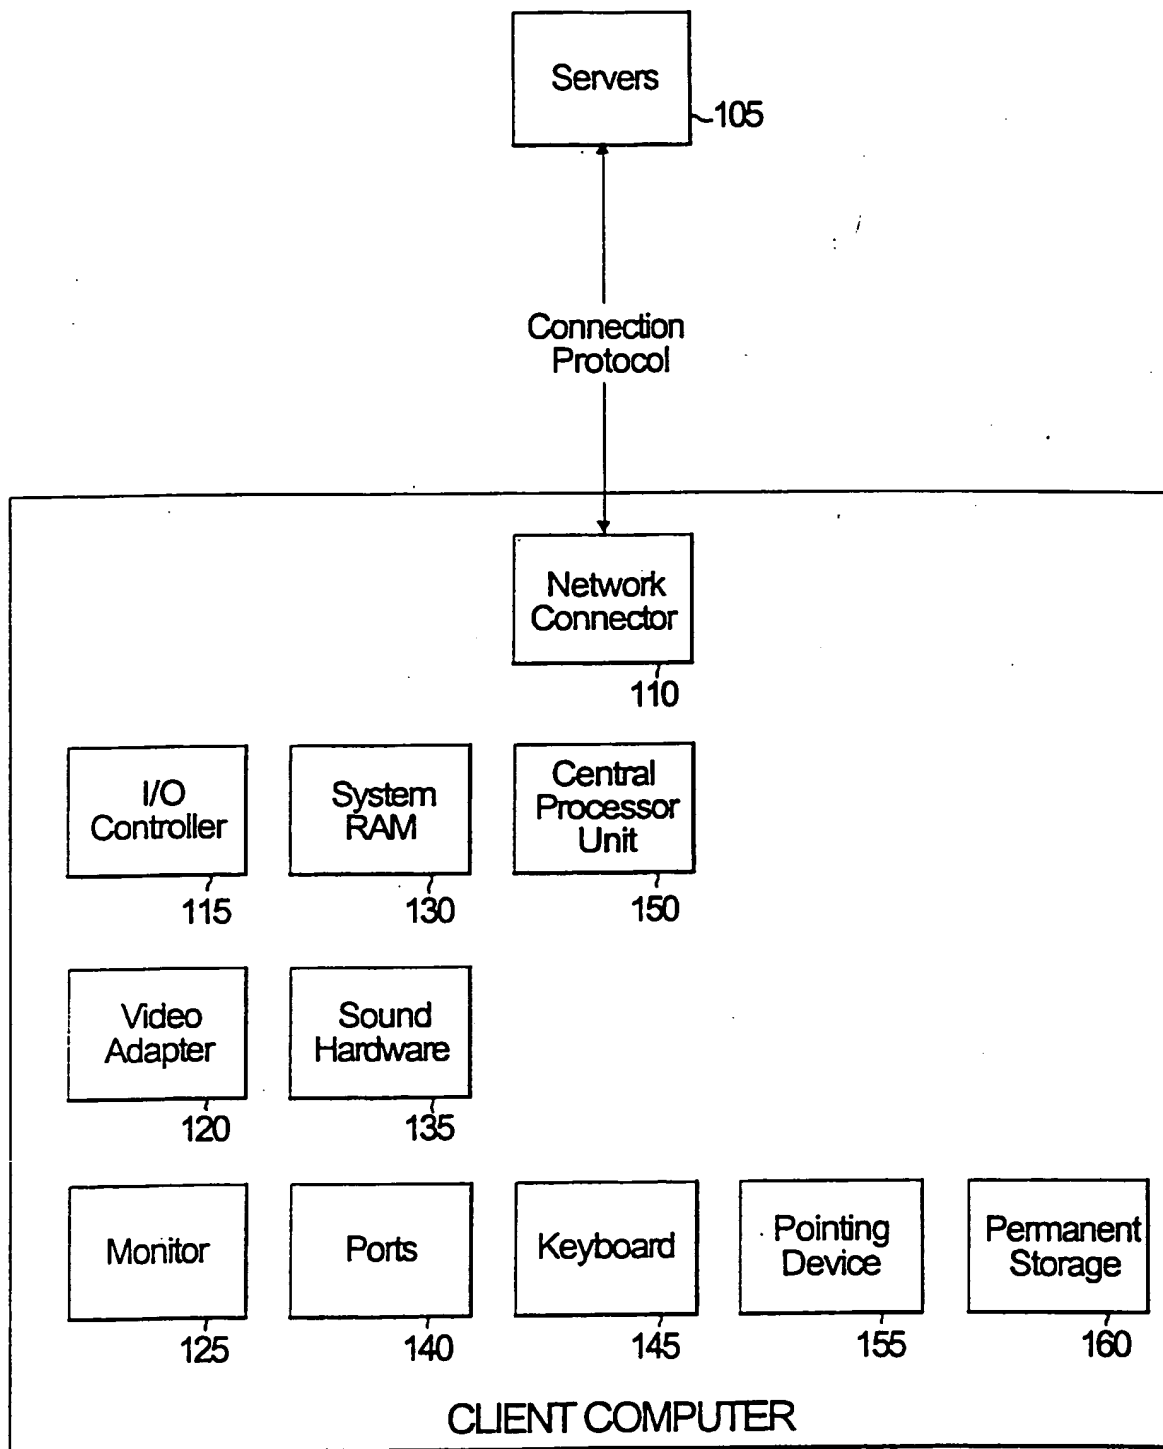 Servers
105
Connection
Protocol
Network
Connector
110
I/O
Controller
115
System
RAM
130
Central
Processor
Unit
150
Video
Adapter
120
Sound
Hardware
135
Monitor
125
Ports
140
Keyboard
145
Pointing
Device
155
Permanent
Storage
160
CLIENT COMPUTER